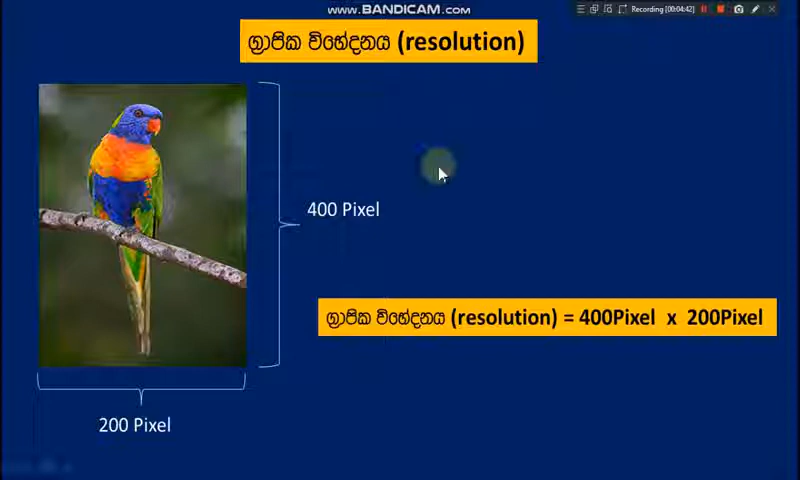 WWW.BANDICAM.COM
Recording [00:04:42]
ග්‍රාපික විභේදනය (resolution)
400 Pixel
ග්‍රාපික විභේදනය (resolution) = 400Pixel x 200Pixel
200 Pixel